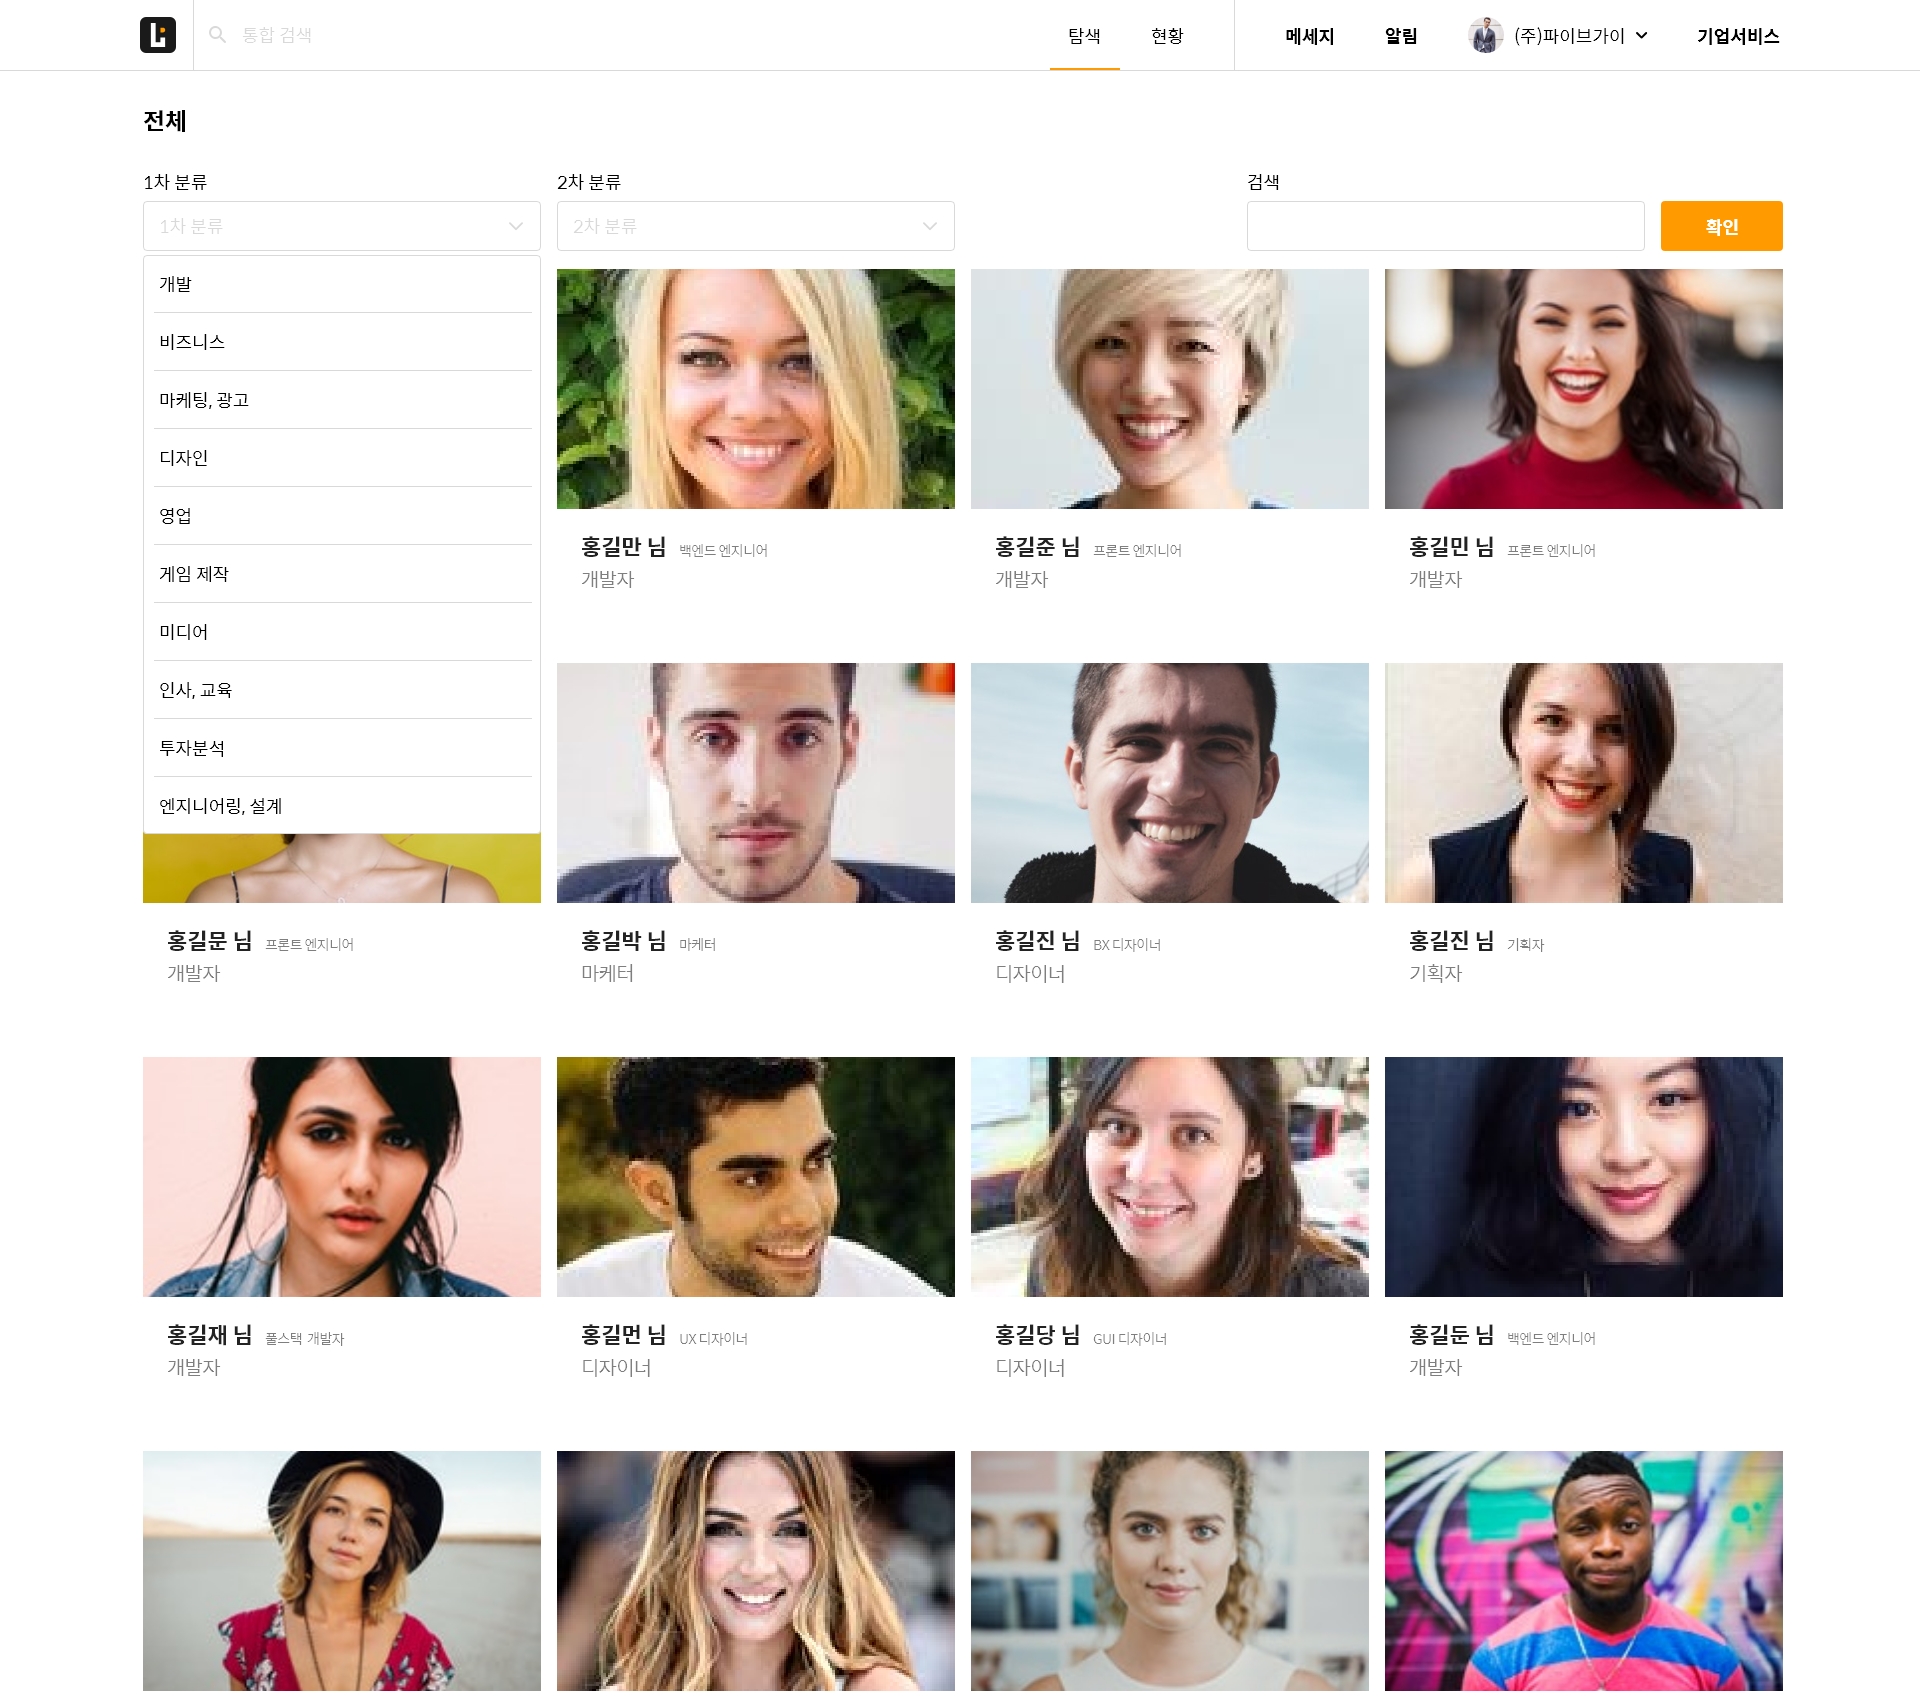 통합 검색
탐색
현황
메세지
알림
(주)파이브가이
기업서비스
전체
1차 분류
2차 분류
검색
1차 분류
2차 분류
확인
개발
비즈니스
마케팅, 광고
디자인
영업
게임 제작
미디어
인사, 교육
투자분석
엔지니어링, 설계
홍길만 님 백엔드 엔지니어
개발자
홍길준 님 프론트 엔지니어
개발자
홍길민 님 프론트 엔지니어
개발자
홍길문 님 프론트 엔지니어
개발자
홍길박 님 마케터
마케터
홍길진 님 BX 디자이너
디자이너
홍길진 님 기획자
기획자
홍길재 님 풀스택 개발자
개발자
홍길먼 님 UX 디자이너
디자이너
홍길당 님 GUI 디자이너
디자이너
홍길둔 님 백엔드 엔지니어
개발자